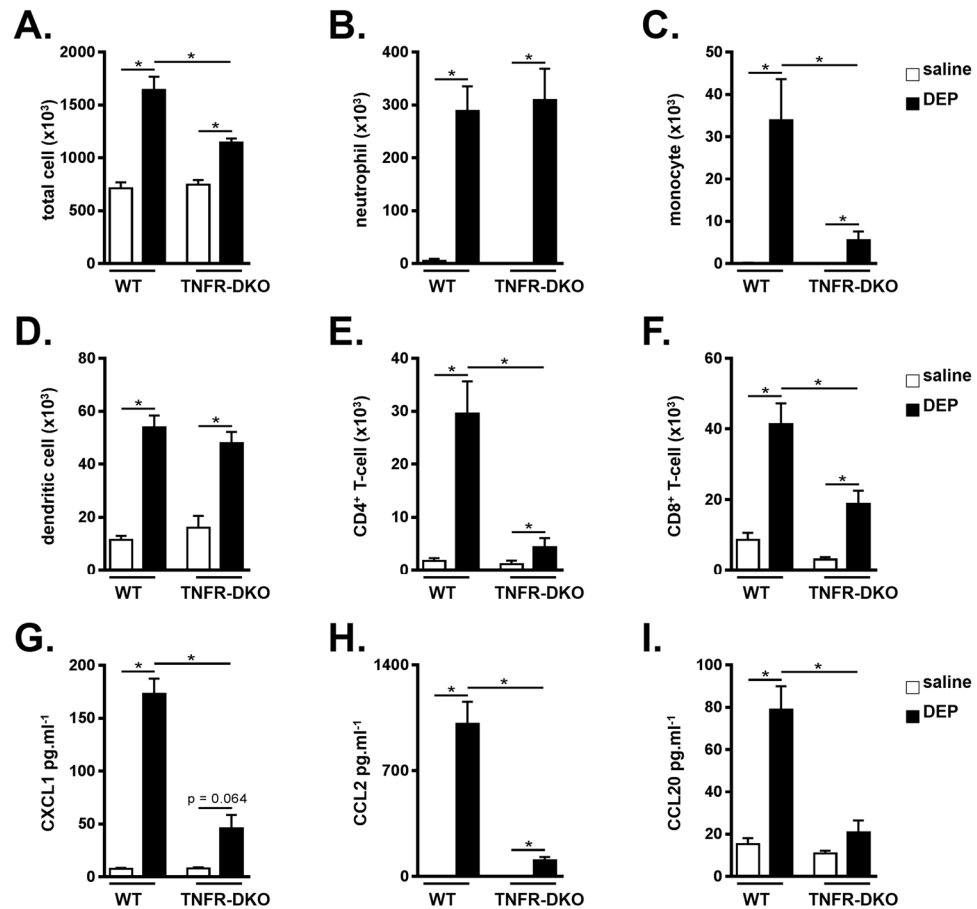 A.
total cell (x10³)
2000
1500
1000
500
0
*
*
*
WT
TNFR-DKO
B.
neutrophil (x10³)
400
300
200
100
0
*
*
WT
TNFR-DKO
C.
monocyte (x10³)
50
40
30
20
10
0
*
*
*
WT
TNFR-DKO
saline
DEP
D.
dendritic cell (x10³)
80
60
40
20
0
*
*
WT
TNFR-DKO
E.
CD4⁺ T-cell (x10³)
40
30
20
10
0
*
*
*
WT
TNFR-DKO
F.
CD8⁺ T-cell (x10³)
60
40
20
0
*
*
*
WT
TNFR-DKO
saline
DEP
G.
CXCL1 pg.ml⁻¹
200
150
100
50
0
*
*
p = 0.064
WT
TNFR-DKO
H.
CCL2 pg.ml⁻¹
1400
700
0
*
*
*
WT
TNFR-DKO
I.
CCL20 pg.ml⁻¹
100
80
60
40
20
0
*
*
WT
TNFR-DKO
saline
DEP